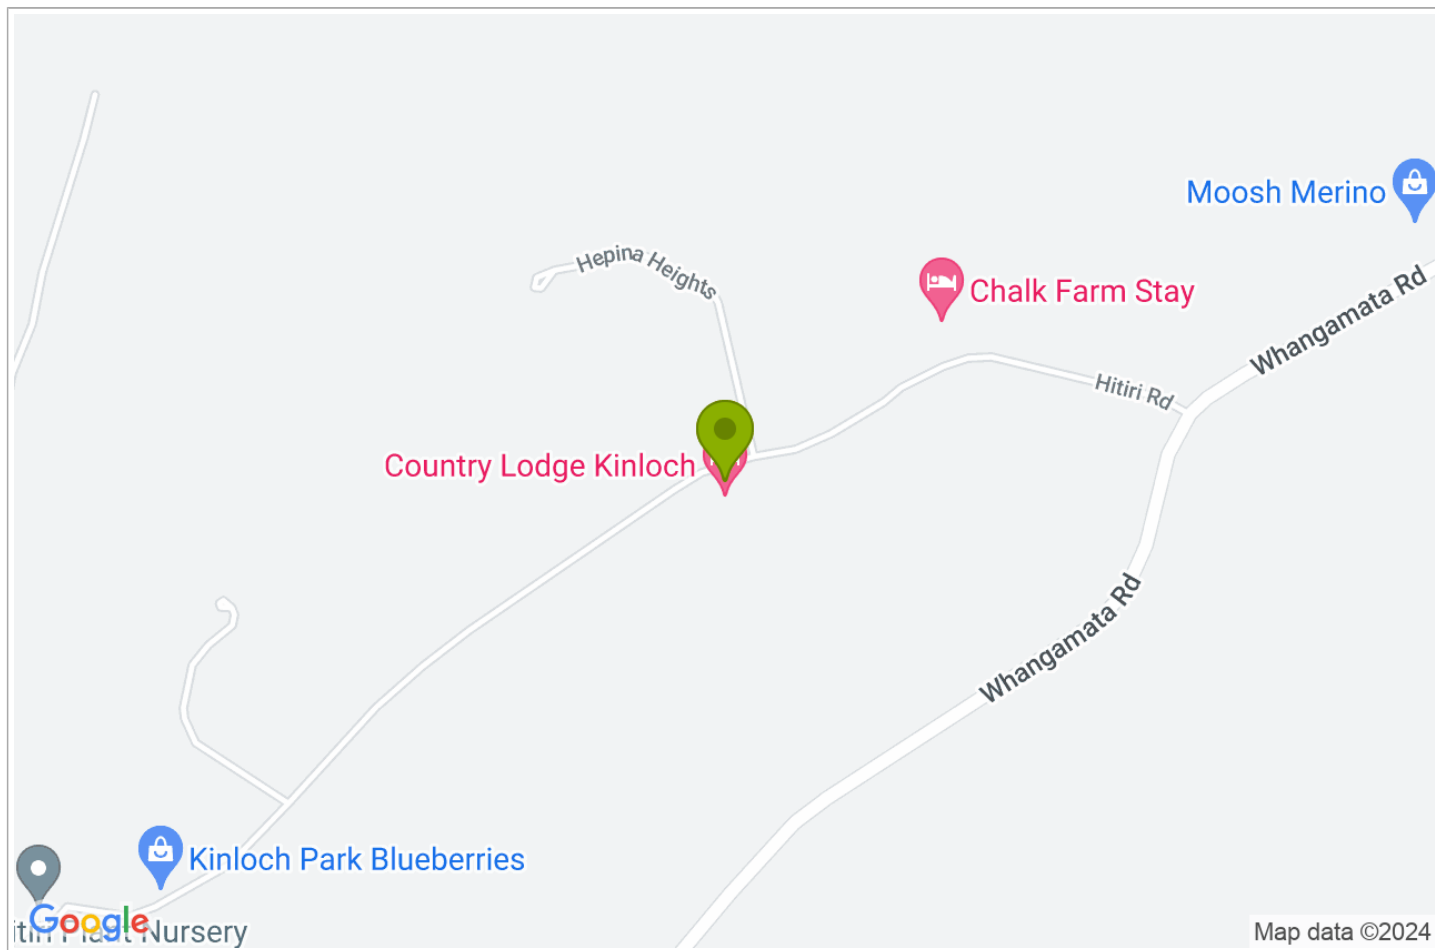 Moosh Merino
Hepina Heights
Chalk Farm Stay
Whangamata Rd
Hitiri Rd
Country Lodge Kinloch
Whangamata Rd
Kinloch Park Blueberries
Google
Plant Nursery
Map data ©2024